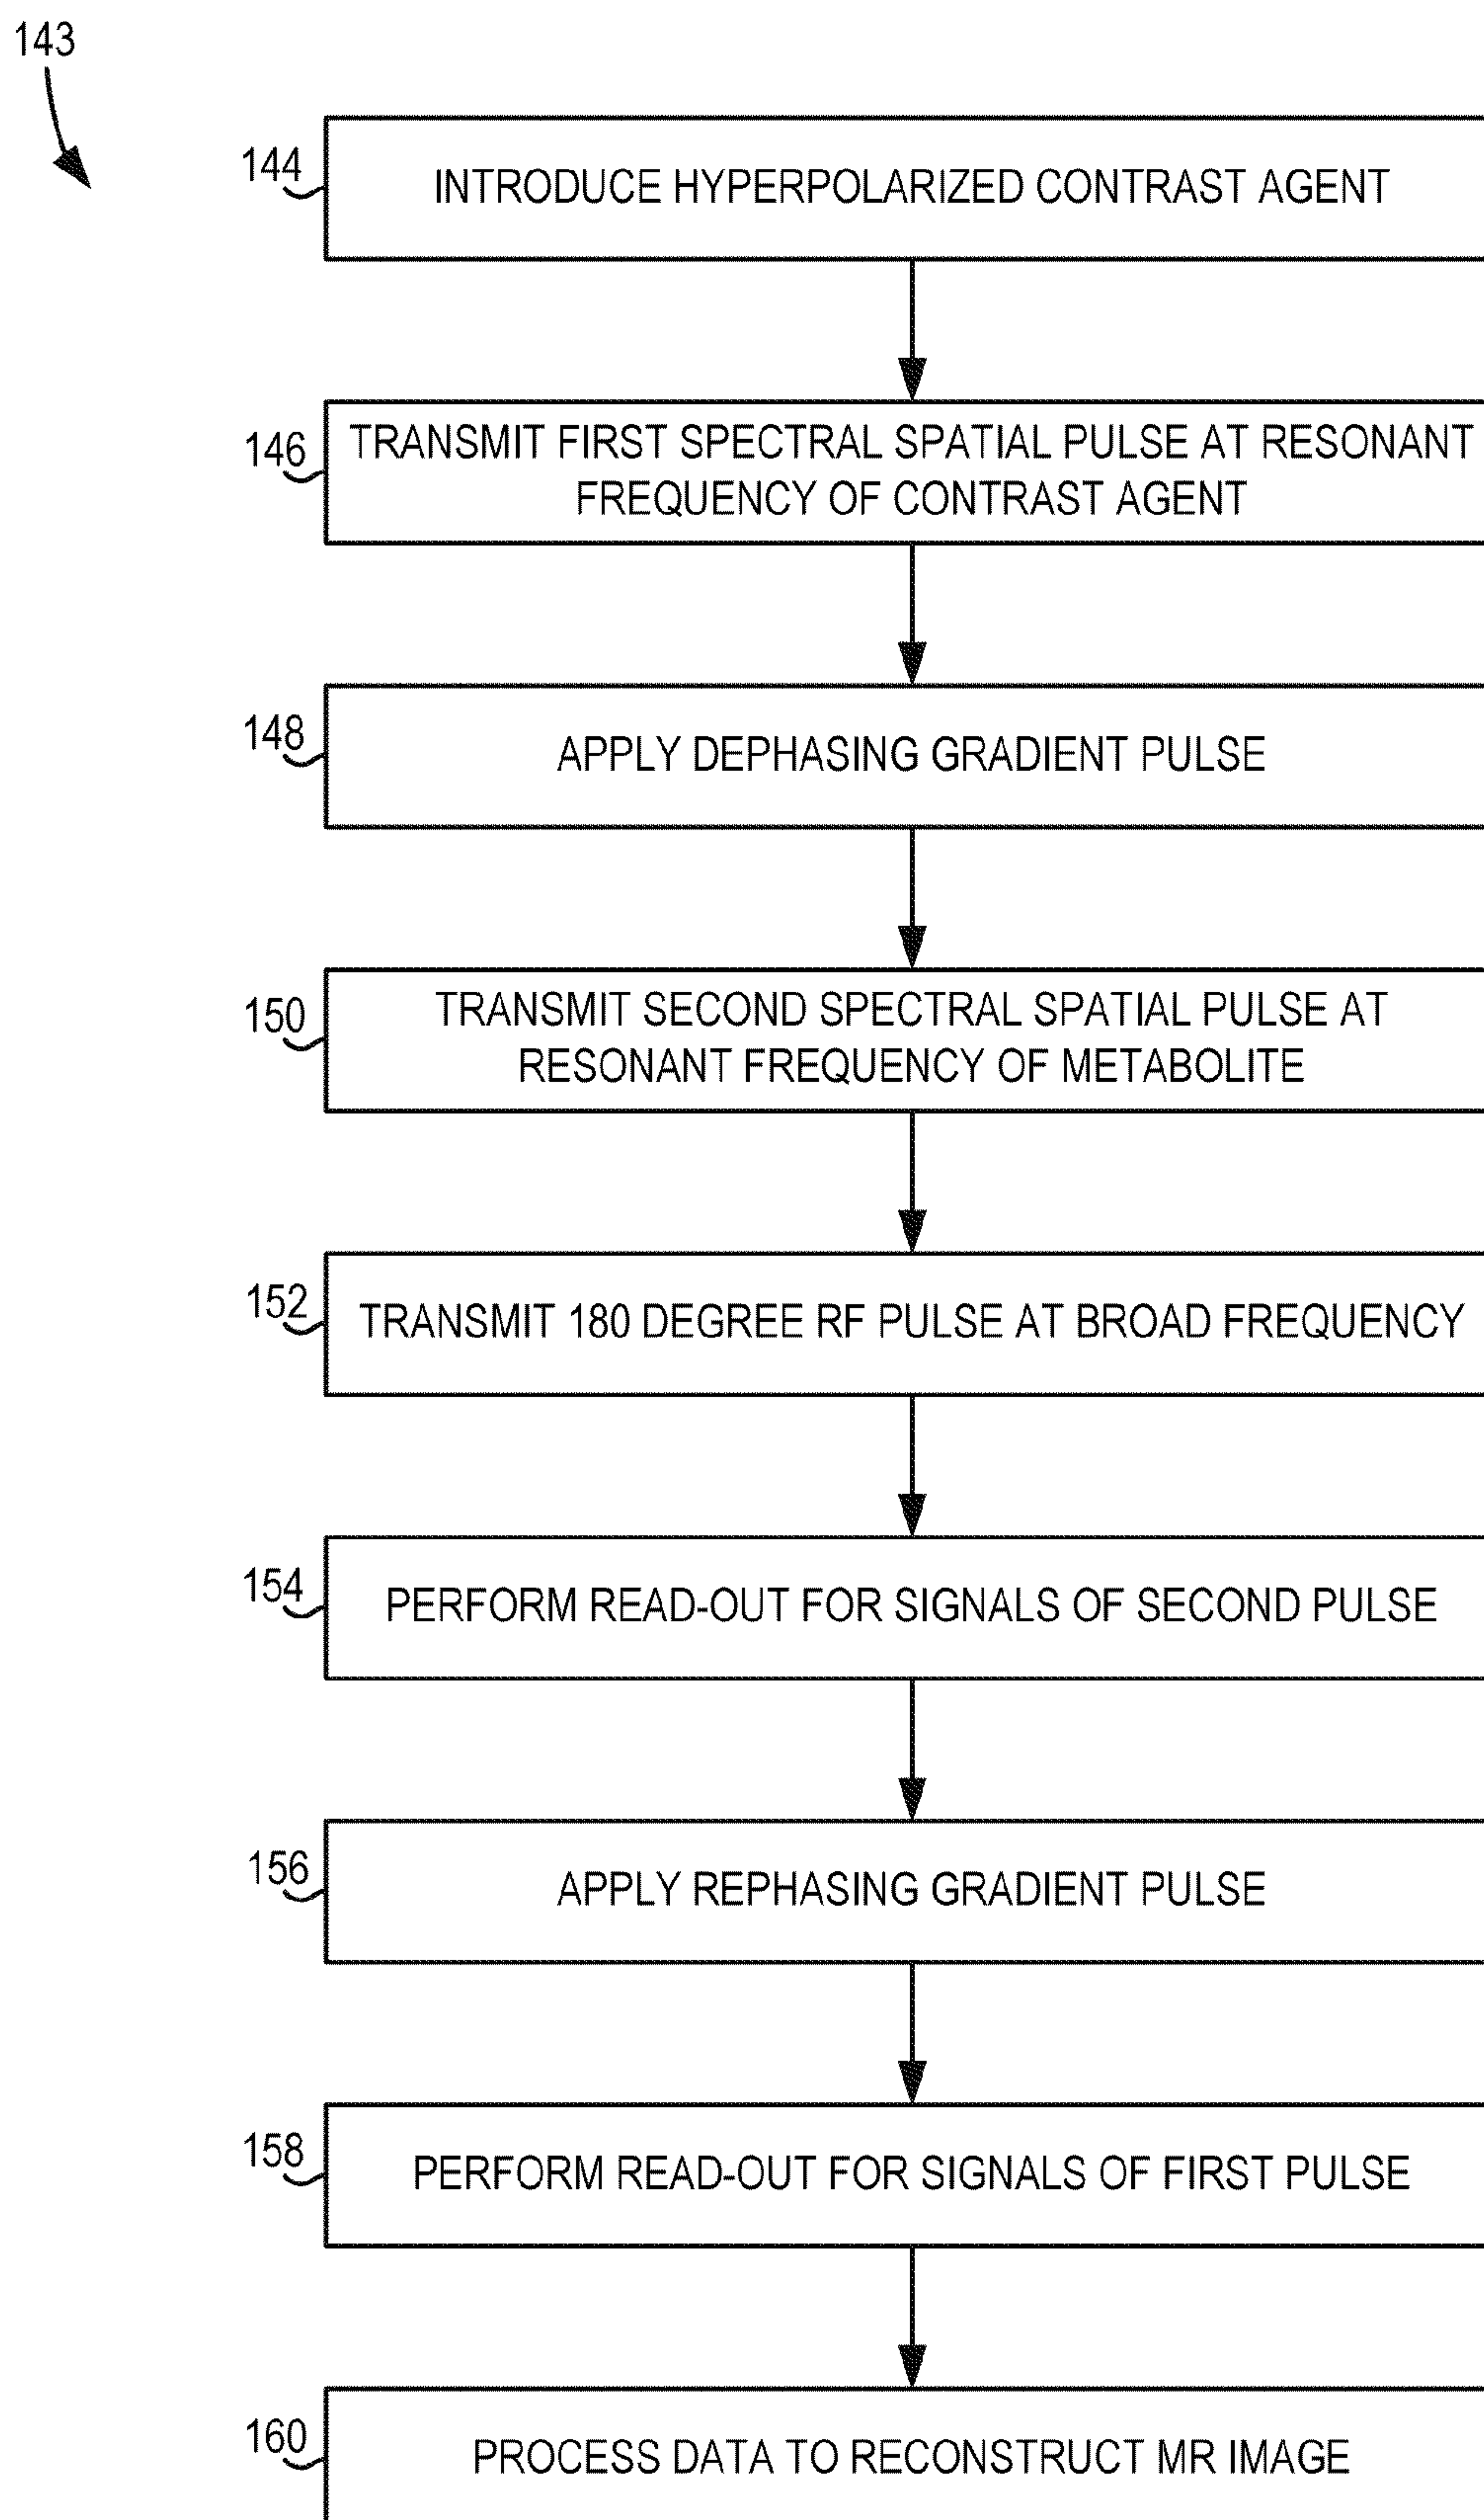 143
144
INTRODUCE HYPERPOLARIZED CONTRAST AGENT
146
TRANSMIT FIRST SPECTRAL SPATIAL PULSE AT RESONANT
FREQUENCY OF CONTRAST AGENT
148
APPLY DEPHASING GRADIENT PULSE
150
TRANSMIT SECOND SPECTRAL SPATIAL PULSE AT
RESONANT FREQUENCY OF METABOLITE
152
TRANSMIT 180 DEGREE RF PULSE AT BROAD FREQUENCY
154
PERFORM READ-OUT FOR SIGNALS OF SECOND PULSE
156
APPLY REPHASING GRADIENT PULSE
158
PERFORM READ-OUT FOR SIGNALS OF FIRST PULSE
160
PROCESS DATA TO RECONSTRUCT MR IMAGE